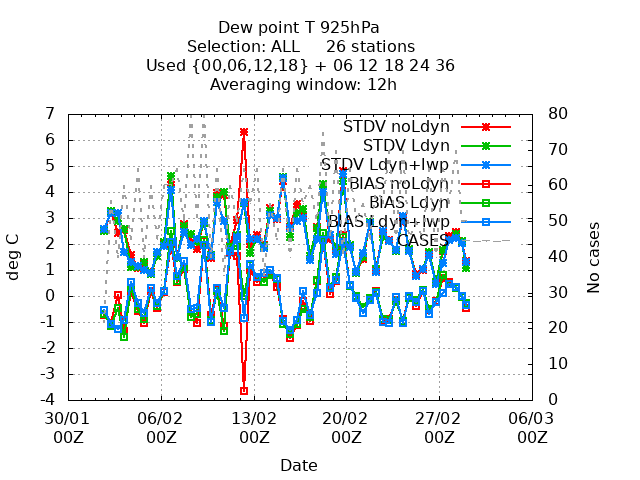 Dew point T 925hPa
Selection: ALL     26 stations
Used {00,06,12,18} + 06 12 18 24 36
Averaging window: 12h
7
6
5
4
3
2
1
0
-1
-2
-3
-4
deg C
80
70
60
50
40
30
20
10
0
No cases
STDV noLdyn
STDV Ldyn
STDV Ldyn+lwp
BIAS noLdyn
BIAS Ldyn
BIAS Ldyn+lwp
CASES
30/01 06/02 13/02 20/02 27/02 06/03
00Z 00Z 00Z 00Z 00Z 00Z
Date